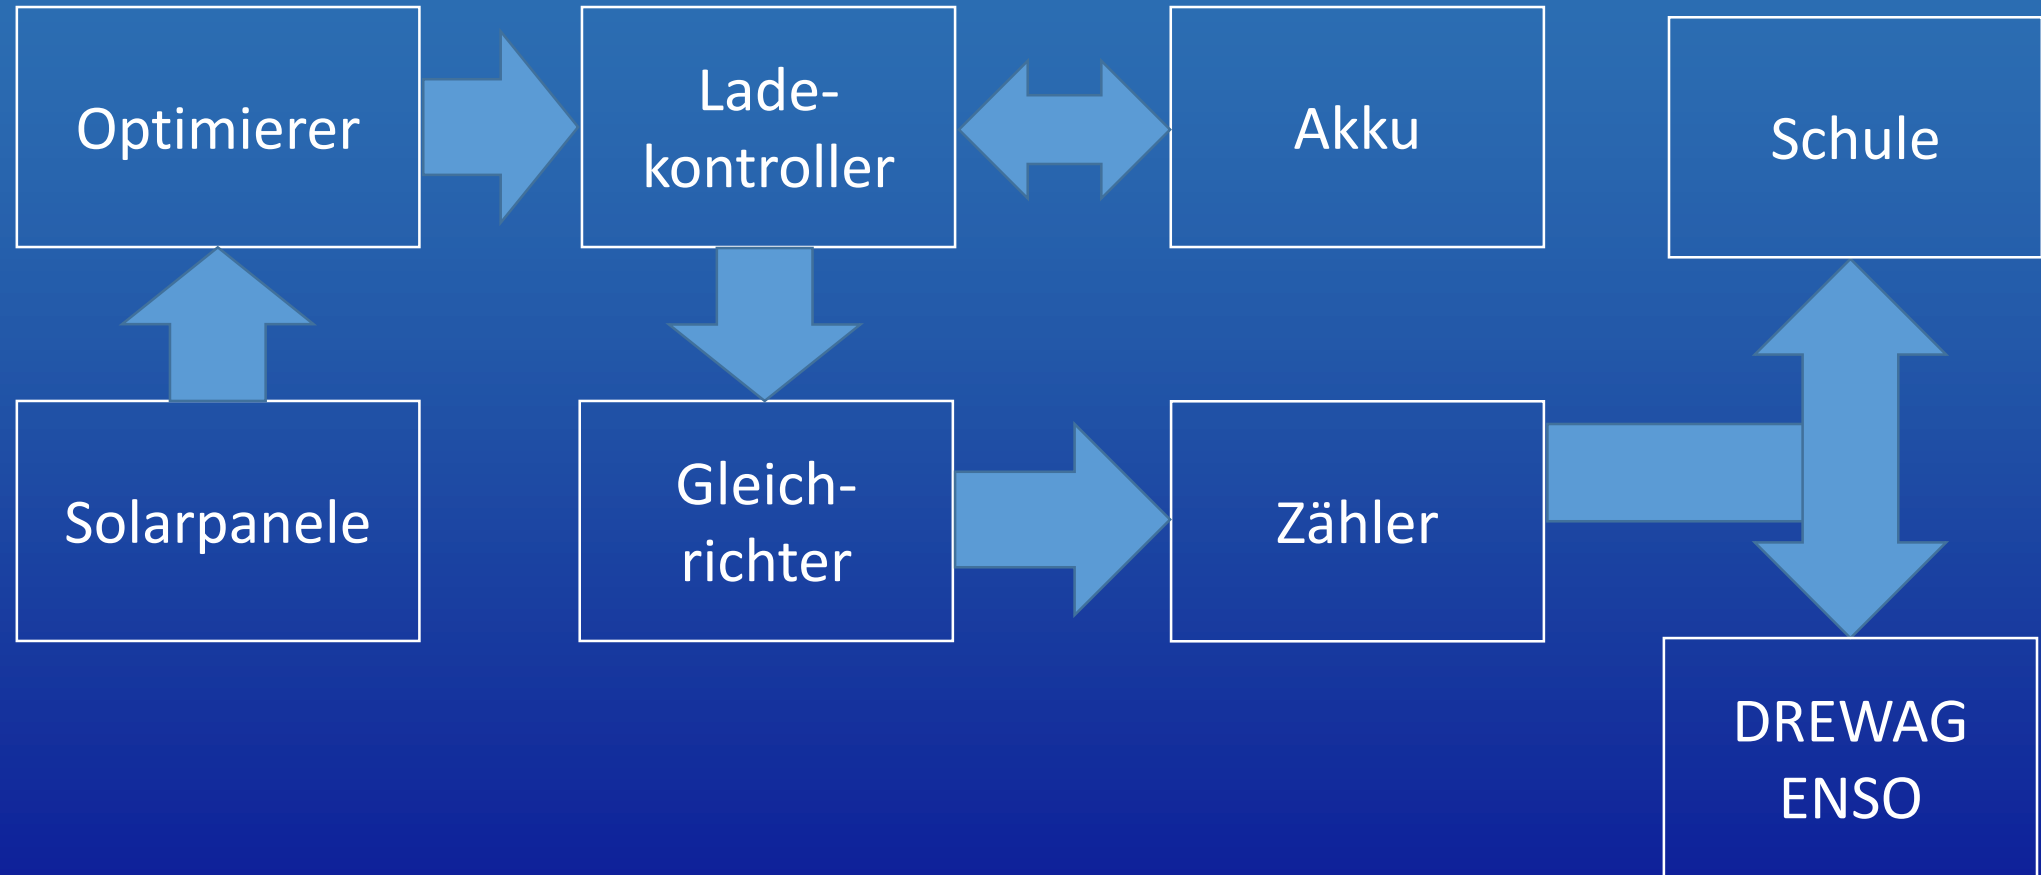 Optimierer
Lade-
kontroller
Akku
Schule
Solarpanele
Gleich-
richter
Zähler
DREWAG
ENSO